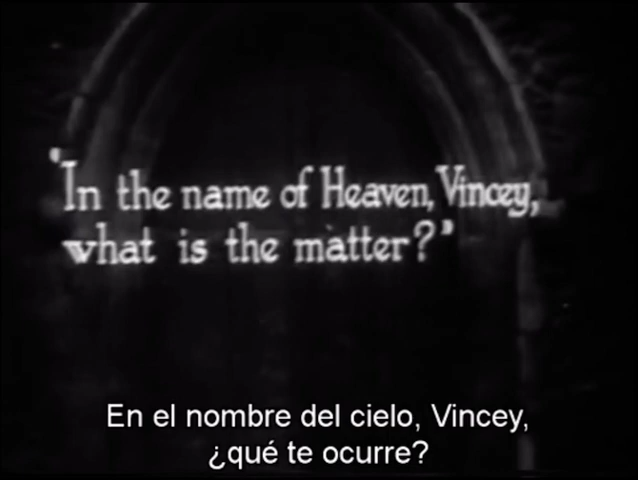 "In the name of Heaven, Vincey,
what is the matter?"
En el nombre del cielo, Vincey,
¿qué te ocurre?